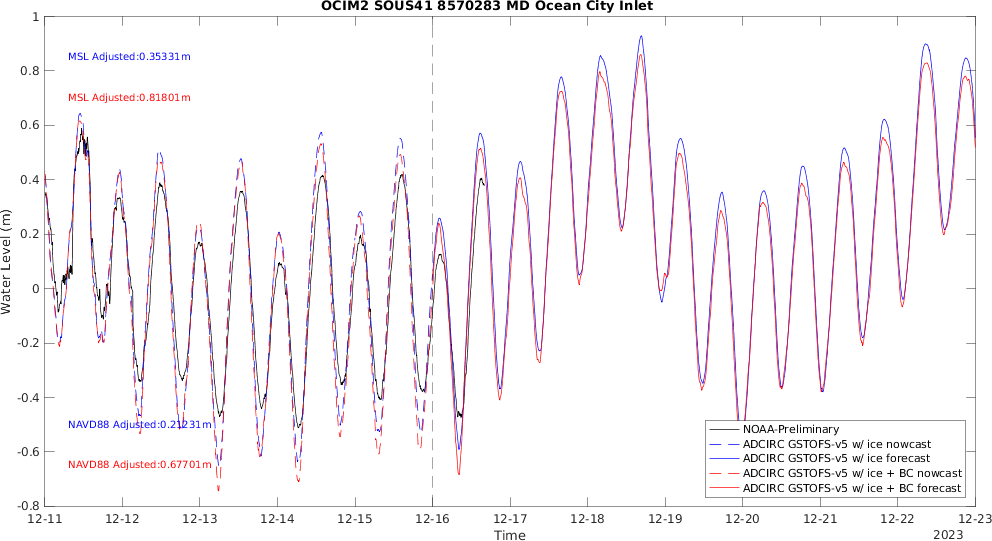 OCIM2 SOUS41 8570283 MD Ocean City Inlet
1
0.8
0.6
0.4
0.2
0
-0.2
-0.4
-0.6
-0.8
Water Level (m)
MSL Adjusted:0.35331m
MSL Adjusted:0.81801m
NAVD88 Adjusted:0.21231m
NAVD88 Adjusted:0.67701m
NOAA-Preliminary
ADCIRC GSTOFS-v5 w/ ice nowcast
ADCIRC GSTOFS-v5 w/ ice forecast
ADCIRC GSTOFS-v5 w/ ice + BC nowcast
ADCIRC GSTOFS-v5 w/ ice + BC forecast
12-11 12-12 12-13 12-14 12-15 12-16 12-17 12-18 12-19 12-20 12-21 12-22 12-23
Time
2023